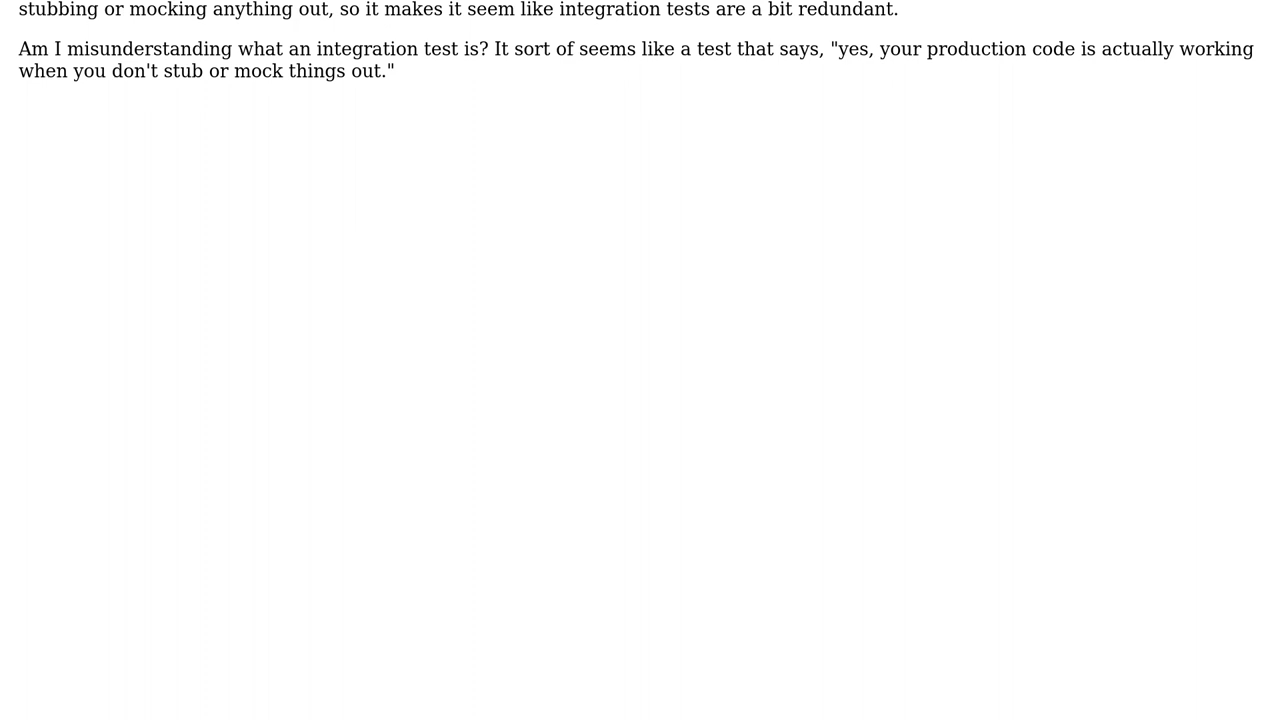 stubbing or mocking anything out, so it makes it seem like integration tests are a bit redundant.
Am I misunderstanding what an integration test is? It sort of seems like a test that says, "yes, your production code is actually working
when you don't stub or mock things out."